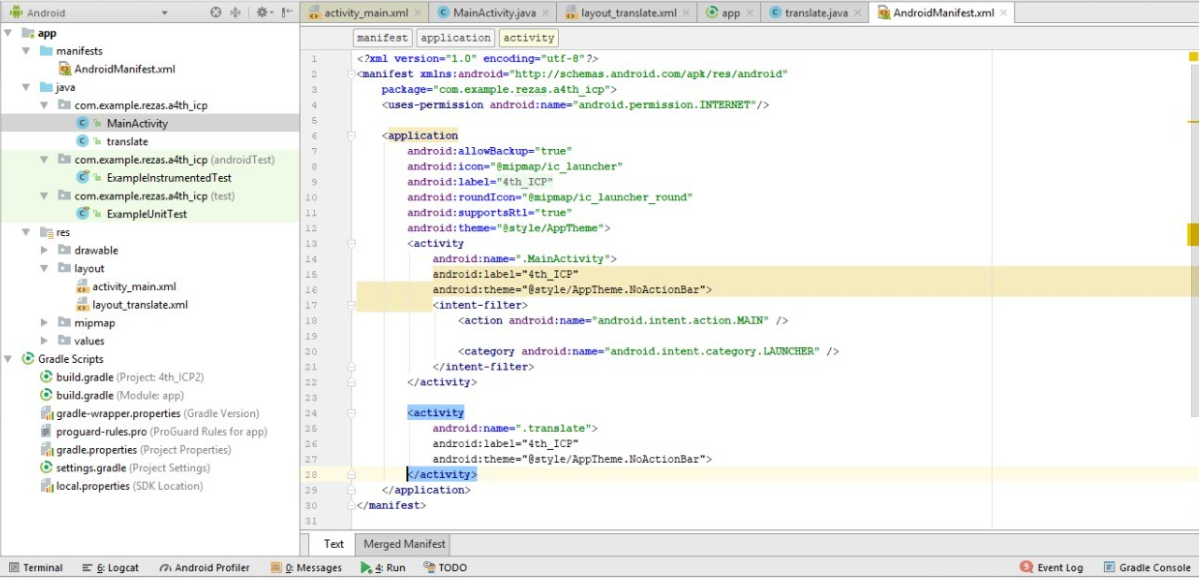 Android
activity_main.xml
MainActivity.java
layout_translate.xml
app
translate.java
AndroidManifest.xml
app
manifests
AndroidManifest.xml
java
com.example.rezas.a4th_icp
MainActivity
translate
com.example.rezas.a4th_icp (androidTest)
ExampleInstrumentedTest
com.example.rezas.a4th_icp (test)
ExampleUnitTest
res
drawable
layout
activity_main.xml
layout_translate.xml
mipmap
values
Gradle Scripts
build.gradle (Project: 4th_ICP2)
build.gradle (Module: app)
gradle-wrapper.properties (Gradle Version)
proguard-rules.pro (ProGuard Rules for app)
gradle.properties (Project Properties)
settings.gradle (Project Settings)
local.properties (SDK Location)
manifest application activity
1 <?xml version="1.0" encoding="utf-8"?>
2 <manifest xmlns:android="http://schemas.android.com/apk/res/android"
3 package="com.example.rezas.a4th_icp">
4 <uses-permission android:name="android.permission.INTERNET"/>
5
6 <application
7 android:allowBackup="true"
8 android:icon="@mipmap/ic_launcher"
9 android:label="4th_ICP"
10 android:roundIcon="@mipmap/ic_launcher_round"
11 android:supportsRtl="true"
12 android:theme="@style/AppTheme">
13 <activity
14 android:name=".MainActivity">
15 android:label="4th_ICP"
16 android:theme="@style/AppTheme.NoActionBar">
17 <intent-filter>
18 <action android:name="android.intent.action.MAIN" />
19
20 <category android:name="android.intent.category.LAUNCHER" />
21 </intent-filter>
22 </activity>
23
24 <activity
25 android:name=".translate">
26 android:label="4th_ICP"
27 android:theme="@style/AppTheme.NoActionBar">
28 </activity>
29 </application>
30 </manifest>
31
Text Merged Manifest
Terminal 6: Logcat Android Profiler 0: Messages 4: Run TODO Event Log Gradle Console